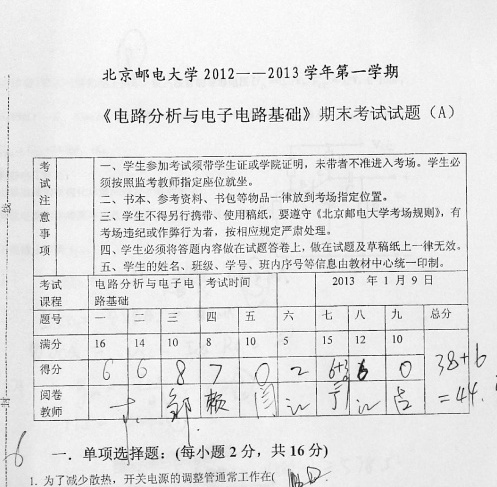 北京邮电大学 2012——2013 学年第一学期
《电路分析与电子电路基础》期末考试试题（A）
考试注意事项
一、学生参加考试须带学生证或学院证明，未带者不准进入考场。学生必
须按照监考教师指定座位就坐。
二、书本、参考资料、书包等物品一律放到考场指定位置。
三、学生不得另行携带、使用稿纸，要遵守《北京邮电大学考场规则》，有
考场违纪或作弊行为者，按相应规定严肃处理。
四、学生必须将答题内容做在试题答卷上，做在试题及草稿纸上一律无效。
五、学生的姓名、班级、学号、班内序号等信息由教材中心统一印制。
考试课程 电路分析与电子电路基础 考试时间 2013 年 1 月 9 日
题号 一 二 三 四 五 六 七 八 九 总分
满分 16 14 10 8 10 5 15 12 10
得分 6 6 8 7 0 2 6+3 6 0 38+6
=44.
阅卷教师 邹 赖 闫
6
一．单项选择题：(每小题 2 分，共 16 分)
1. 为了减少散热，开关电源的调整管通常工作在(